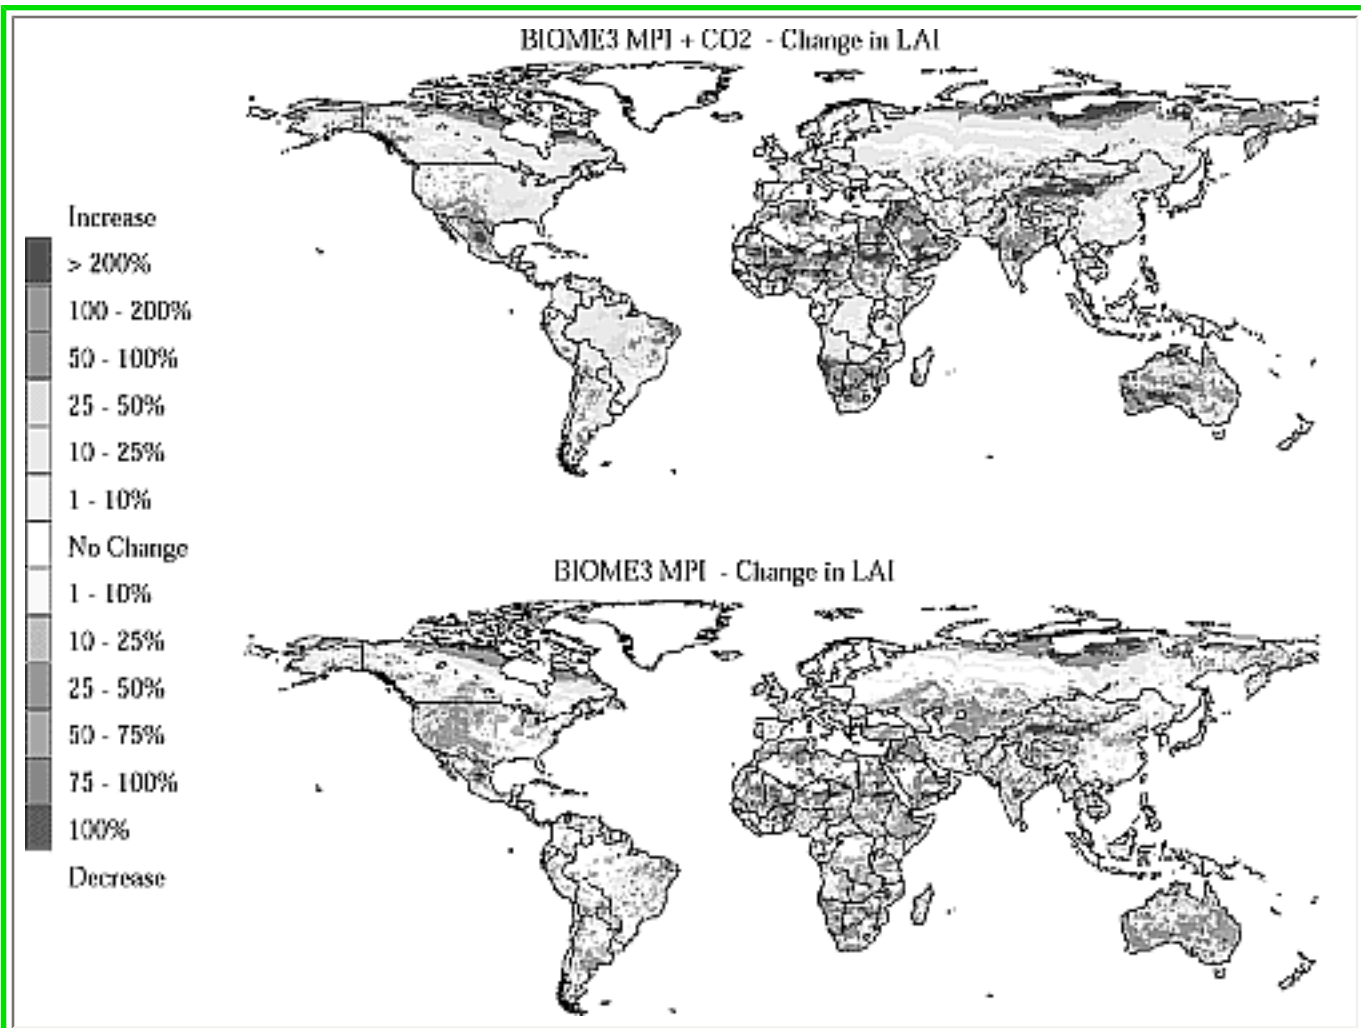 BIOME3 MPI + CO2 - Change in LAI
Increase
> 200%
100 - 200%
50 - 100%
25 - 50%
10 - 25%
1 - 10%
No Change
1 - 10%
10 - 25%
25 - 50%
50 - 75%
75 - 100%
100%
Decrease
BIOME3 MPI - Change in LAI